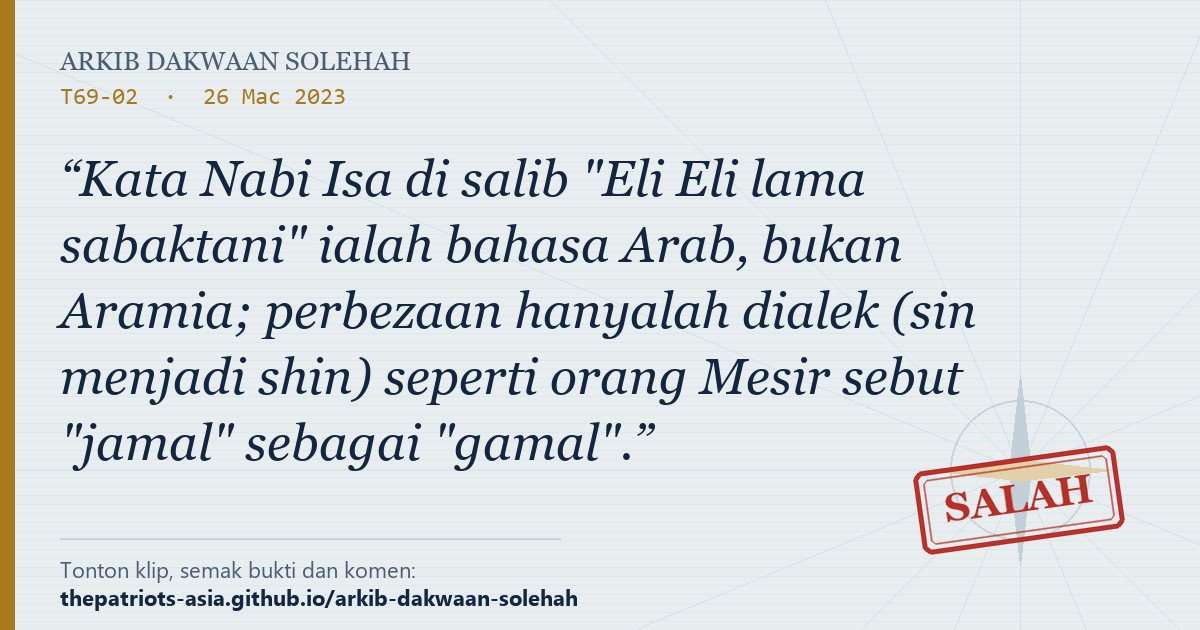 ARKIB DAKWAAN SOLEHAH
T69-02 · 26 Mac 2023
“Kata Nabi Isa di salib "Eli Eli lama
sabaktani" ialah bahasa Arab, bukan
Aramia; perbezaan hanyalah dialek (sin
menjadi shin) seperti orang Mesir sebut
"jamal" sebagai "gamal".”
SALAH
Tonton klip, semak bukti dan komen:
thepatriots-asia.github.io/arkib-dakwaan-solehah